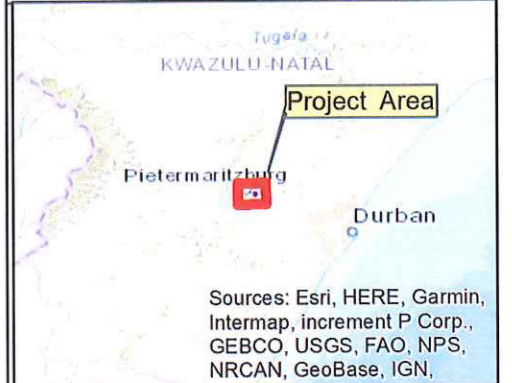 Tugela
KWAZULU-NATAL
Project Area
Pietermaritzburg
Durban
Sources: Esri, HERE, Garmin,
Intermap, increment P Corp.,
GEBCO, USGS, FAO, NPS,
NRCAN, GeoBase, IGN,